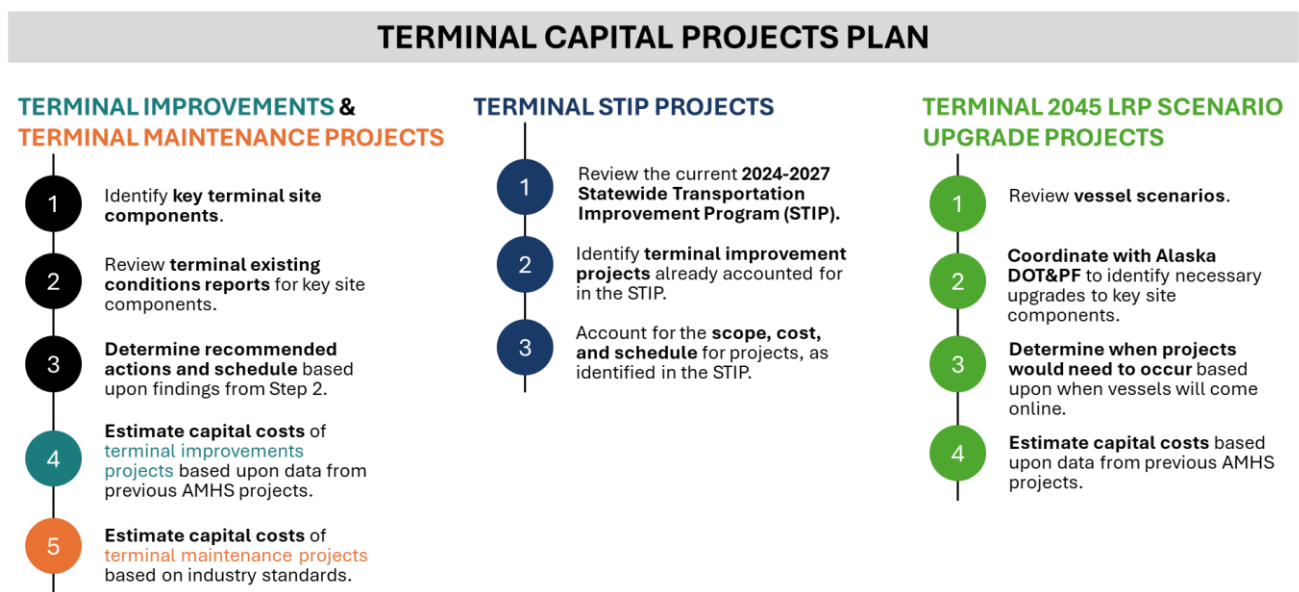 TERMINAL CAPITAL PROJECTS PLAN
TERMINAL IMPROVEMENTS &
TERMINAL MAINTENANCE PROJECTS
1
Identify key terminal site
components.
2
Review terminal existing
conditions reports for key site
components.
3
Determine recommended
actions and schedule based
upon findings from Step 2.
4
Estimate capital costs of
terminal improvements
projects based upon data from
previous AMHS projects.
5
Estimate capital costs of
terminal maintenance projects
based on industry standards.
TERMINAL STIP PROJECTS
1
Review the current 2024-2027
Statewide Transportation
Improvement Program (STIP).
2
Identify terminal improvement
projects already accounted for
in the STIP.
3
Account for the scope, cost,
and schedule for projects, as
identified in the STIP.
TERMINAL 2045 LRP SCENARIO
UPGRADE PROJECTS
1
Review vessel scenarios.
2
Coordinate with Alaska
DOT&PF to identify necessary
upgrades to key site
components.
3
Determine when projects
would need to occur based
upon when vessels will come
online.
4
Estimate capital costs based
upon data from previous AMHS
projects.